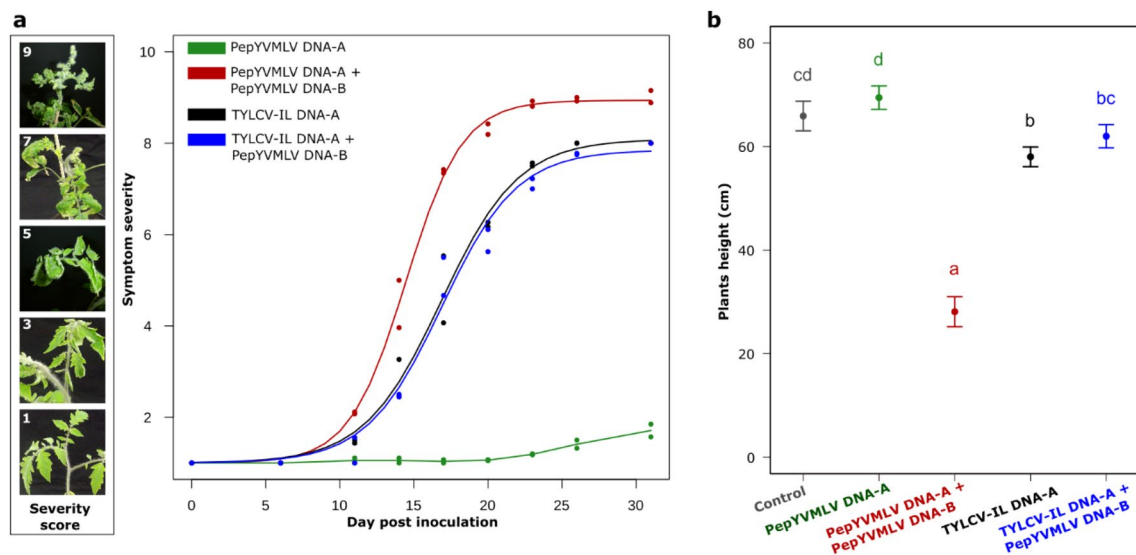 a
9
7
5
3
1
Severity
score
Symptom severity
10
8
6
4
2
PepYVMLV DNA-A
PepYVMLV DNA-A +
PepYVMLV DNA-B
TYLCV-IL DNA-A
TYLCV-IL DNA-A +
PepYVMLV DNA-B
0 5 10 15 20 25 30
Day post inoculation
b
Plants height (cm)
80
60
40
20
0
cd
d
a
b
bc
Control
PepYVMLV DNA-A
PepYVMLV DNA-A +
PepYVMLV DNA-B
TYLCV-IL DNA-A
TYLCV-IL DNA-A +
PepYVMLV DNA-B